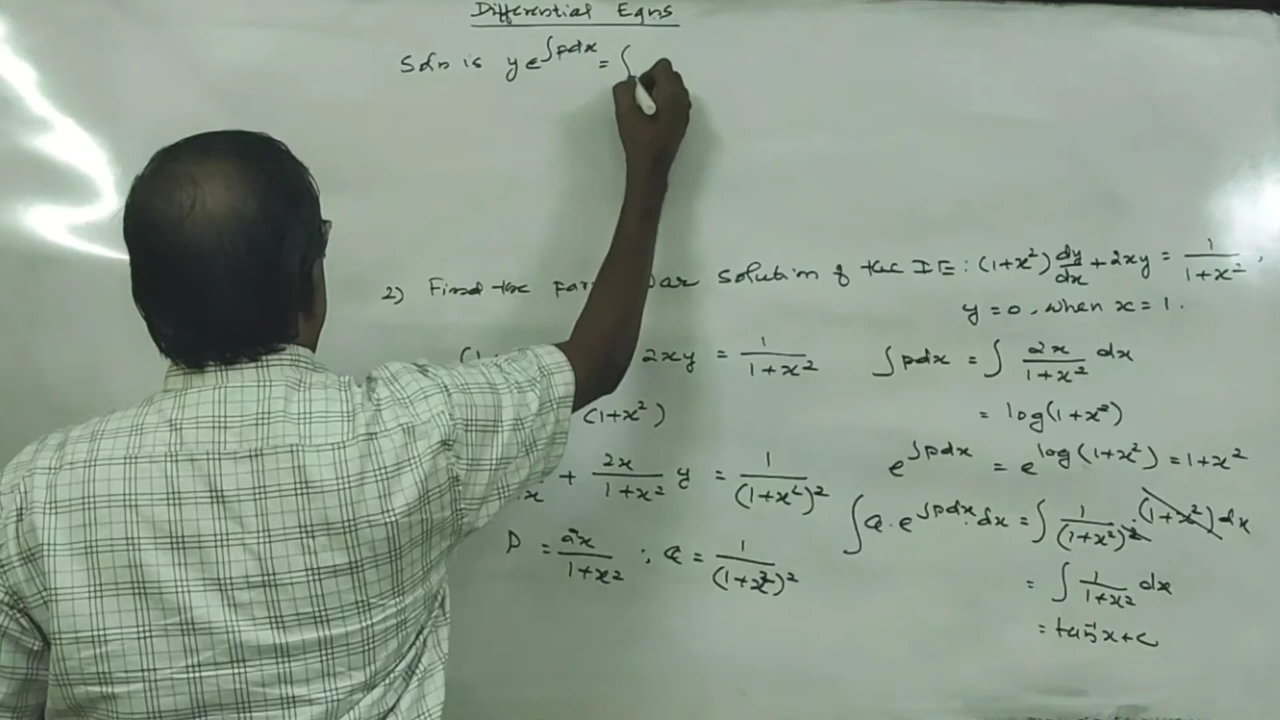 Differential Eqns
Soln is y e^∫pdx = ∫
2) Find the par ar solution of the DE : (1+x²) dy/dx + 2xy = 1/(1+x²),
y = 0, when x = 1.
( 2xy = 1/(1+x²)
(1+x²)
x + 2x/(1+x²) y = 1/(1+x²)²
P = 2x/(1+x²) ; Q = 1/(1+x²)²
∫pdx = ∫ 2x/(1+x²) dx
= log(1+x²)
e^∫pdx = e^log(1+x²) = 1+x²
∫Q.e^∫pdx.dx = ∫ 1/(1+x²)² . (1+x²) dx
= ∫ 1/(1+x²) dx
= tan⁻¹x+c